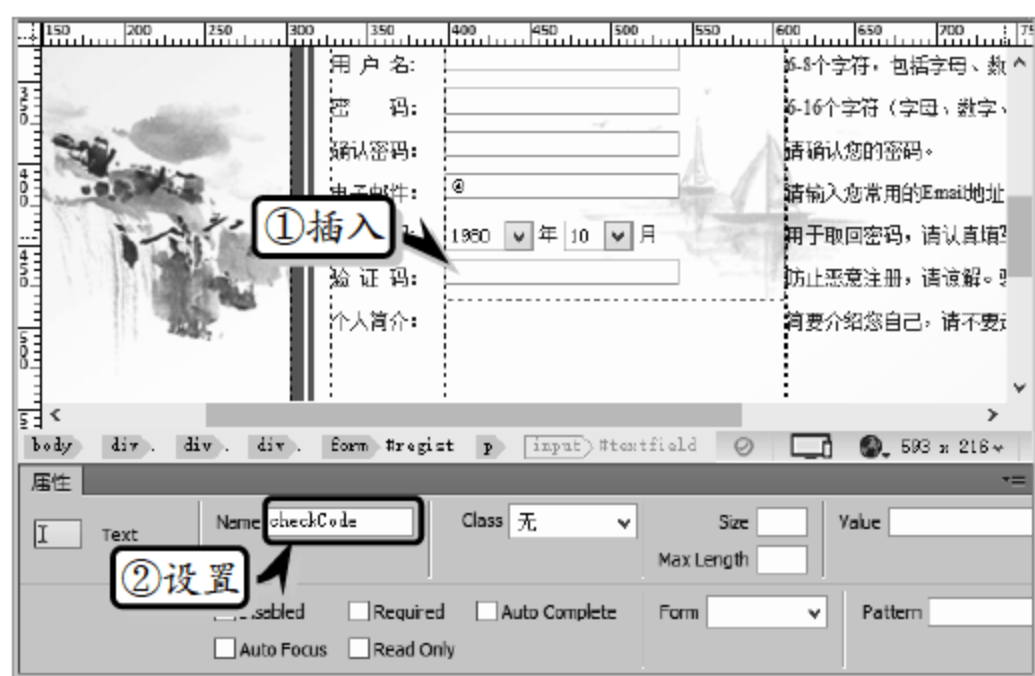 150 200 250 300 350 400 450 500 550 600 650 700 75
用 户 名: 6-8个字符，包括字母、数
密 码: 6-16个字符（字母、数字、
确认密码: 请确认您的密码。
电子邮件: @ 请输入您常用的Email地址
①插入 1980 年 10 月 用于取回密码，请认真填写
验 证 码: 防止恶意注册，请谅解。
个人简介: 简要介绍您自己，请不要
body div. div. div. form #regist p input #textfield 593 x 216
属性
Text Name checkCode Class 无 Size Value
Max Length
②设置
Disabled Required Auto Complete Form Pattern
Auto Focus Read Only